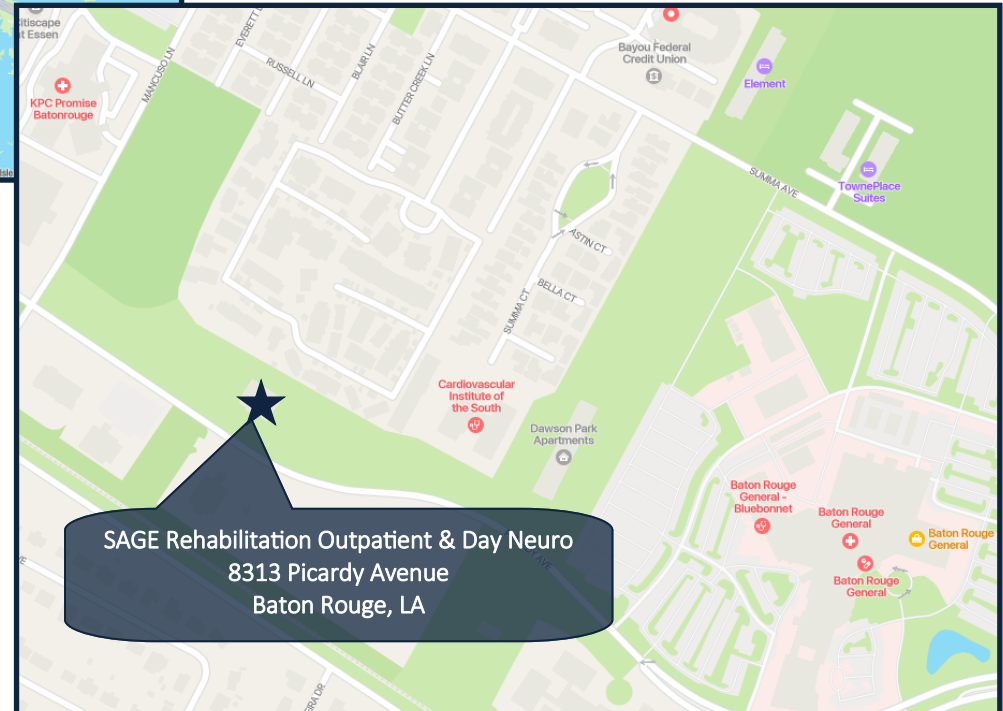 itiscape
at Essen
KPC Promise
Batonrouge
MANCUSO LN
RUSSELL LN
BLAIR LN
BUTTER CREEK LN
Bayou Federal
Credit Union
Element
TownePlace
Suites
SUMMA AVE
ASTIN CT
BELLA CT
SUMMA CT
Cardiovascular
Institute of
the South
Dawson Park
Apartments
Baton Rouge
General -
Bluebonnet
Baton Rouge
General
Baton Rouge
General
Baton Rouge
General
SAGE Rehabilitation Outpatient & Day Neuro
8313 Picardy Avenue
Baton Rouge, LA
AVE